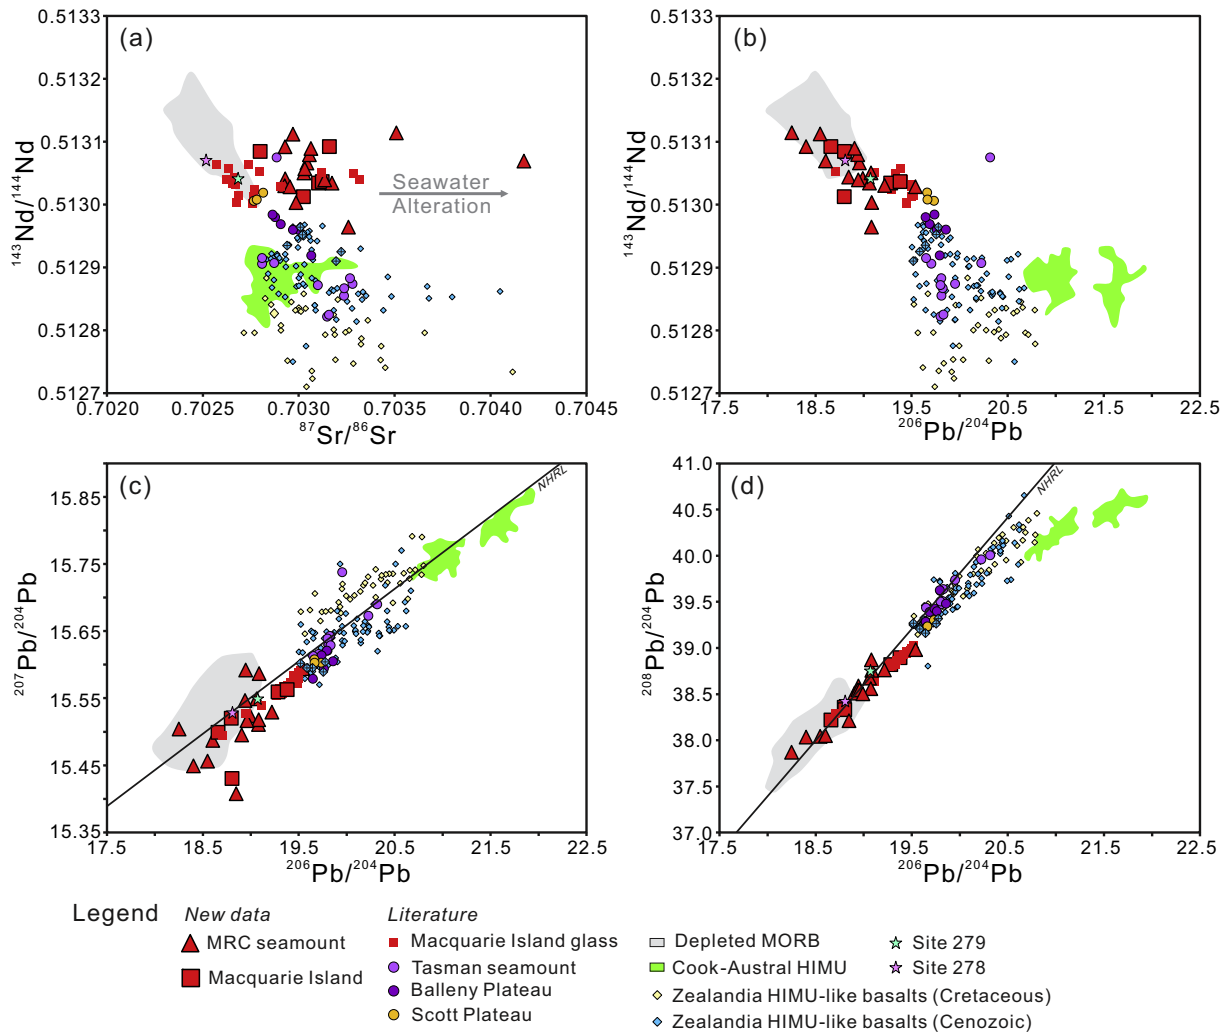 (a)
0.5133
0.5132
0.5131
0.5130
0.5129
0.5128
0.5127
143Nd/144Nd
Seawater
Alteration
0.7020
0.7025
0.7030
0.7035
0.7040
0.7045
87Sr/86Sr
(b)
0.5133
0.5132
0.5131
0.5130
0.5129
0.5128
0.5127
143Nd/144Nd
17.5
18.5
19.5
20.5
21.5
22.5
206Pb/204Pb
(c)
NHRL
15.85
15.75
15.65
15.55
15.45
15.35
207Pb/204Pb
17.5
18.5
19.5
20.5
21.5
22.5
206Pb/204Pb
(d)
NHRL
41.0
40.5
40.0
39.5
39.0
38.5
38.0
37.5
37.0
208Pb/204Pb
17.5
18.5
19.5
20.5
21.5
22.5
206Pb/204Pb
Legend
New data
MRC seamount
Macquarie Island
Literature
Macquarie Island glass
Tasman seamount
Balleny Plateau
Scott Plateau
Depleted MORB
Cook-Austral HIMU
Zealandia HIMU-like basalts (Cretaceous)
Zealandia HIMU-like basalts (Cenozoic)
Site 279
Site 278